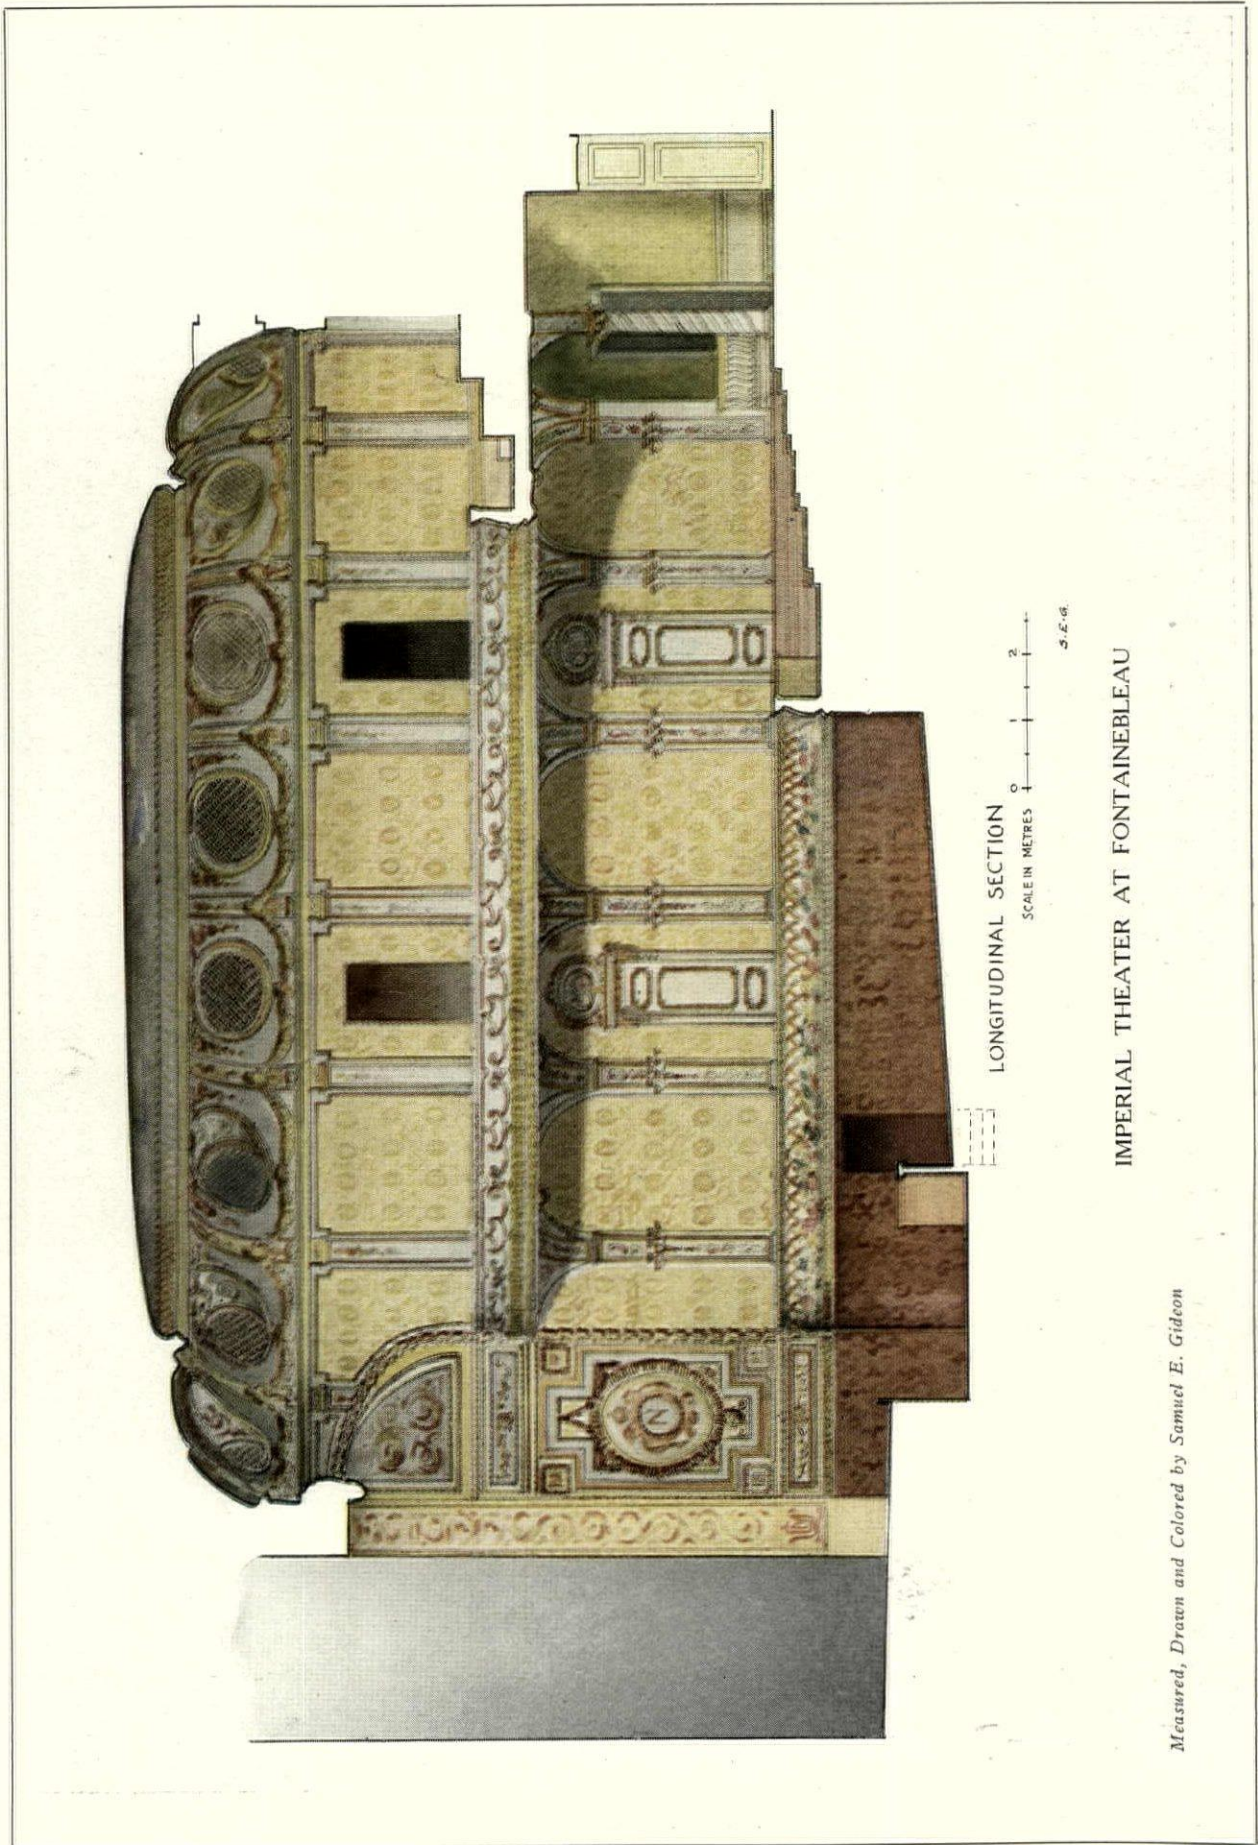 N
LONGITUDINAL SECTION
SCALE IN METRES 0 1 2
S.E.G.
IMPERIAL THEATER AT FONTAINEBLEAU
Measured, Drawn and Colored by Samuel E. Gideon